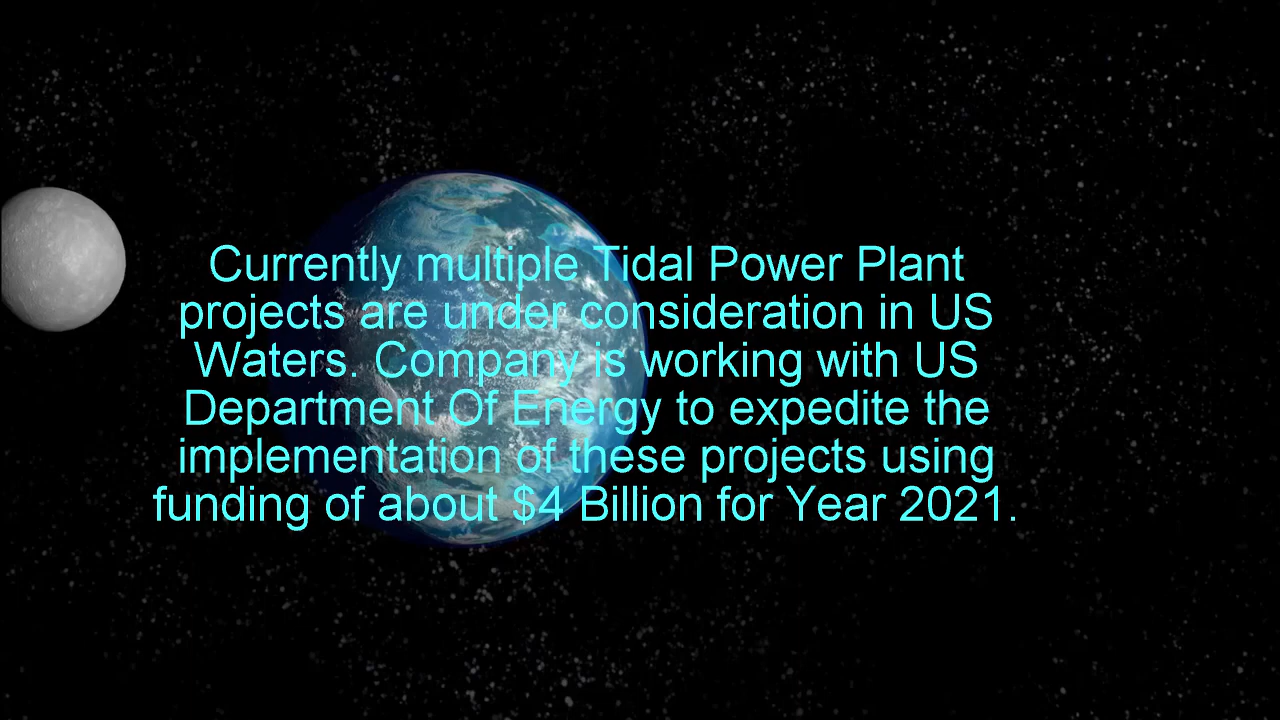 Currently multiple Tidal Power Plant
projects are under consideration in US
Waters. Company is working with US
Department Of Energy to expedite the
implementation of these projects using
funding of about $4 Billion for Year 2021.